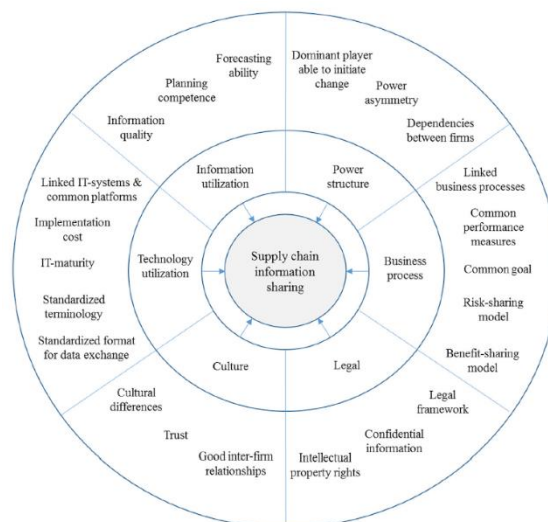 Forecasting
ability
Planning
competence
Information
quality
Dominant player
able to initiate
change
Power
asymmetry
Dependencies
between firms
Information
utilization
Power
structure
Linked IT-systems &
common platforms
Implementation
cost
IT-maturity
Standardized
terminology
Standardized format
for data exchange
Technology
utilization
Supply chain
information
sharing
Business
process
Linked
business processes
Common
performance
measures
Common goal
Risk-sharing
model
Benefit-sharing
model
Culture
Legal
Cultural
differences
Trust
Good inter-firm
relationships
Legal
framework
Confidential
information
Intellectual
property rights